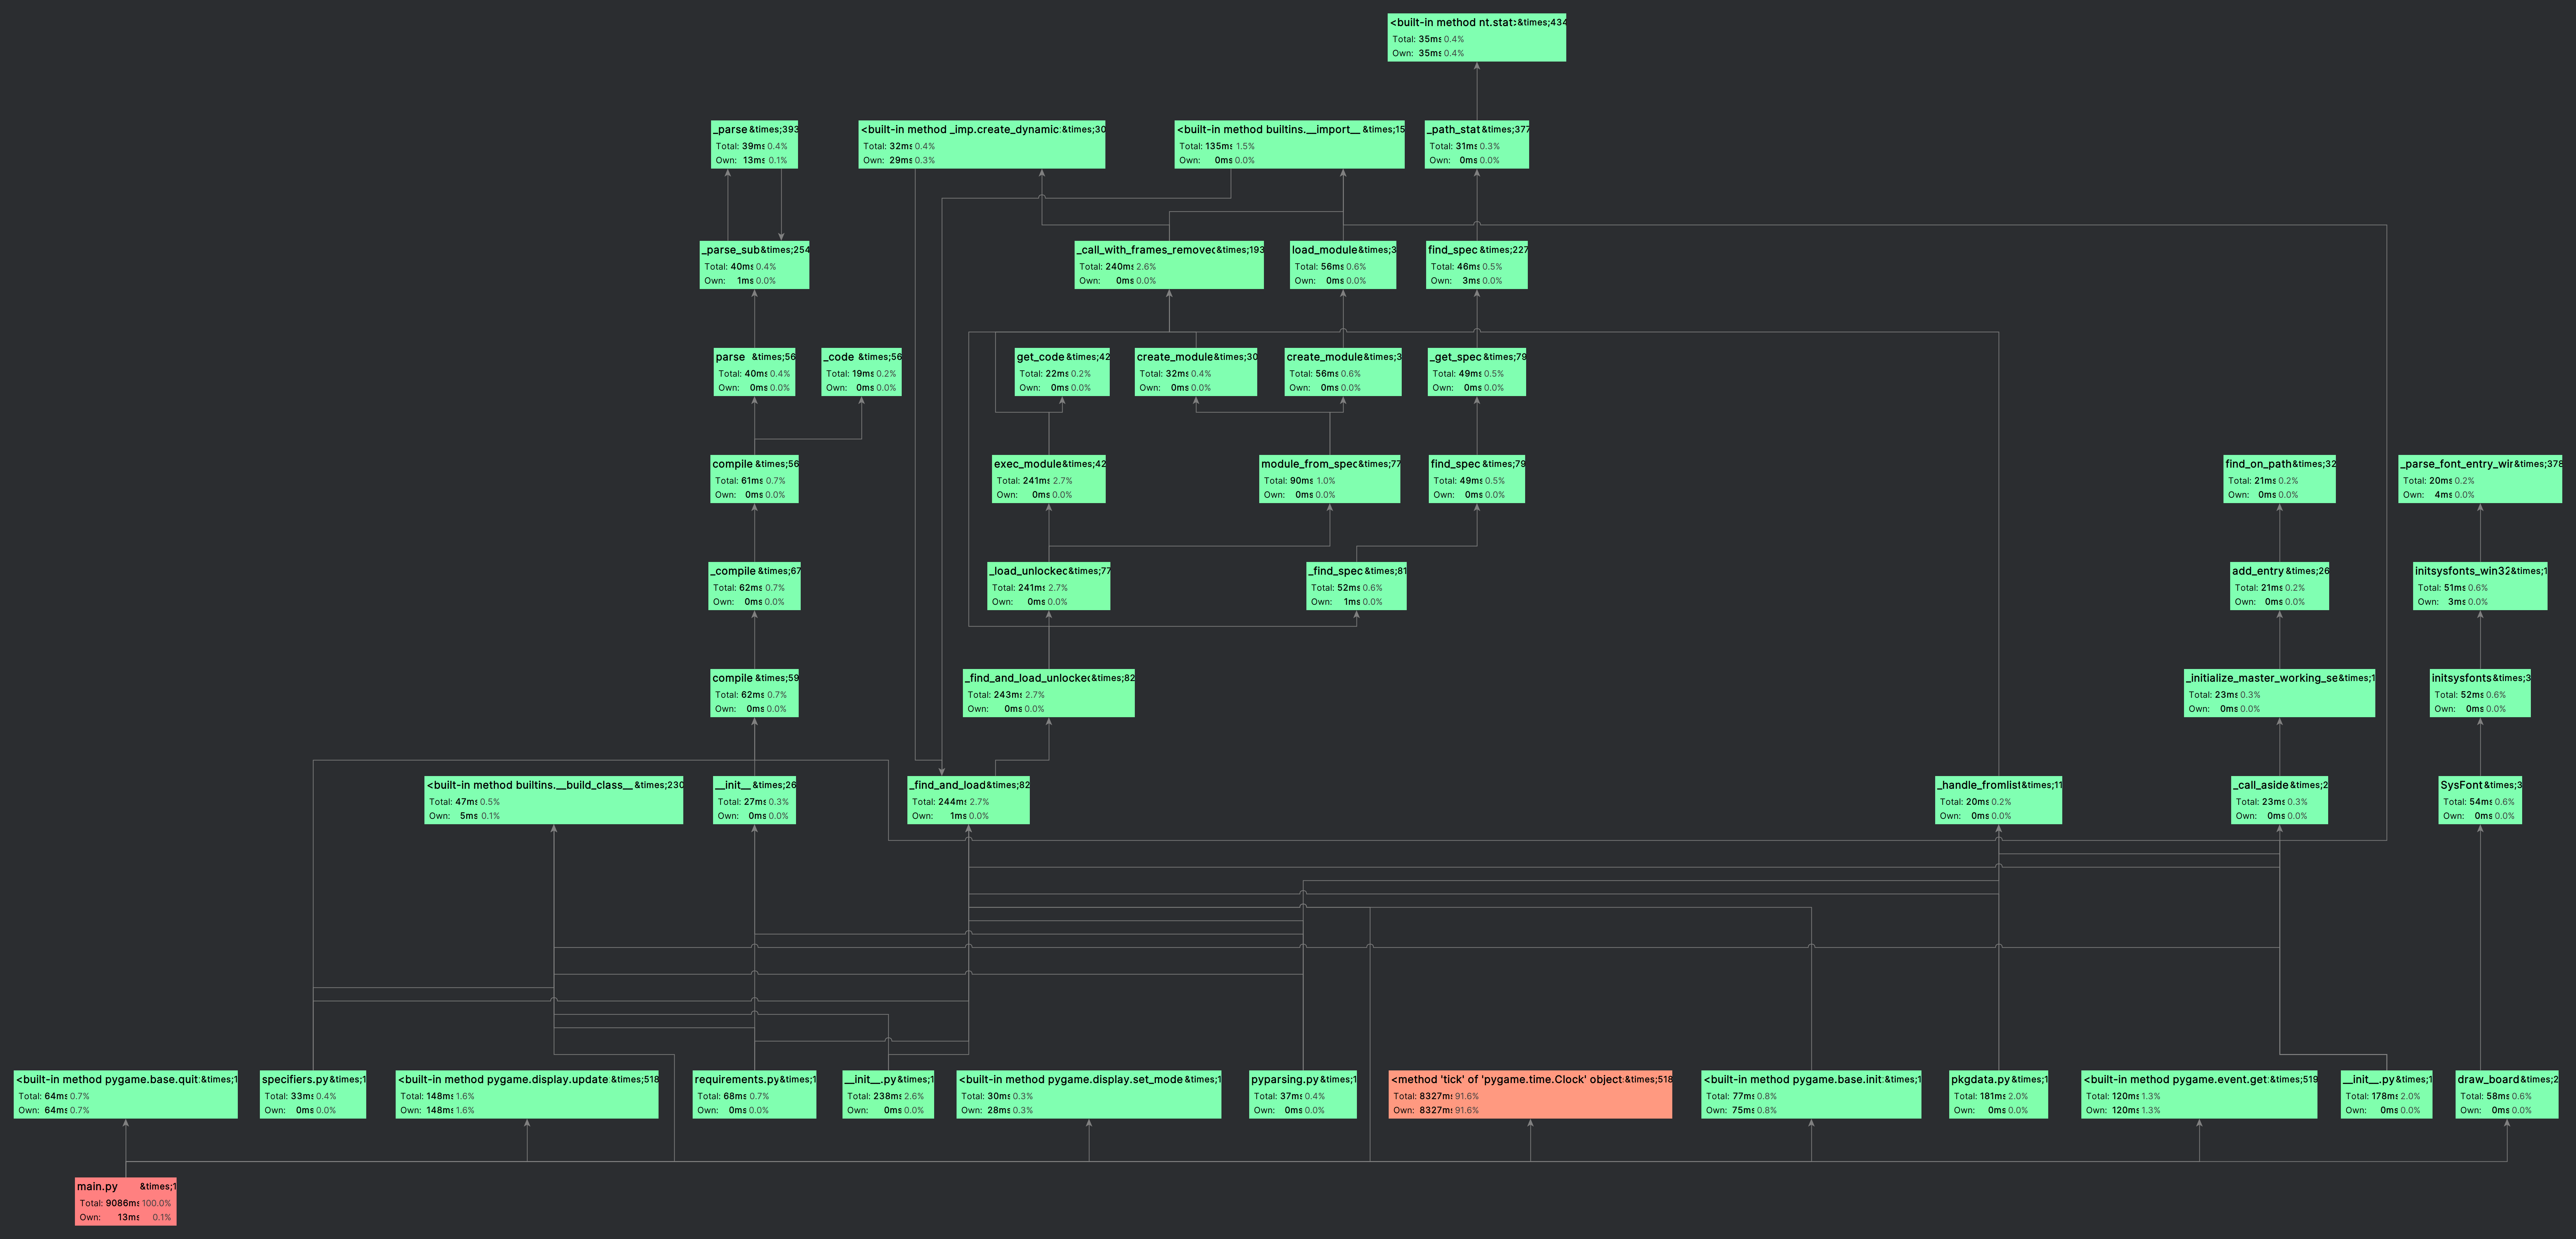 <built-in method nt.stat> &times;434
Total: 35ms 0.4%
Own: 35ms 0.4%
_parse &times;393
Total: 39ms 0.4%
Own: 13ms 0.1%
<built-in method _imp.create_dynamic> &times;30
Total: 32ms 0.4%
Own: 29ms 0.3%
<built-in method builtins.__import__ &times;15
Total: 135ms 1.5%
Own: 0ms 0.0%
_path_stat &times;377
Total: 31ms 0.3%
Own: 0ms 0.0%
_parse_sub &times;254
Total: 40ms 0.4%
Own: 1ms 0.0%
_call_with_frames_removed &times;193
Total: 240ms 2.6%
Own: 0ms 0.0%
load_module &times;3
Total: 56ms 0.6%
Own: 0ms 0.0%
find_spec &times;227
Total: 46ms 0.5%
Own: 3ms 0.0%
parse &times;56
Total: 40ms 0.4%
Own: 0ms 0.0%
_code &times;56
Total: 19ms 0.2%
Own: 0ms 0.0%
get_code &times;42
Total: 22ms 0.2%
Own: 0ms 0.0%
create_module &times;30
Total: 32ms 0.4%
Own: 0ms 0.0%
create_module &times;3
Total: 56ms 0.6%
Own: 0ms 0.0%
_get_spec &times;79
Total: 49ms 0.5%
Own: 0ms 0.0%
compile &times;56
Total: 61ms 0.7%
Own: 0ms 0.0%
exec_module &times;42
Total: 241ms 2.7%
Own: 0ms 0.0%
module_from_spec &times;77
Total: 90ms 1.0%
Own: 0ms 0.0%
find_spec &times;79
Total: 49ms 0.5%
Own: 0ms 0.0%
find_on_path &times;32
Total: 21ms 0.2%
Own: 0ms 0.0%
_parse_font_entry_win &times;378
Total: 20ms 0.2%
Own: 4ms 0.0%
_compile &times;67
Total: 62ms 0.7%
Own: 0ms 0.0%
_load_unlocked &times;77
Total: 241ms 2.7%
Own: 0ms 0.0%
_find_spec &times;81
Total: 52ms 0.6%
Own: 1ms 0.0%
add_entry &times;26
Total: 21ms 0.2%
Own: 0ms 0.0%
initsysfonts_win32 &times;1
Total: 51ms 0.6%
Own: 3ms 0.0%
compile &times;59
Total: 62ms 0.7%
Own: 0ms 0.0%
_find_and_load_unlocked &times;82
Total: 243ms 2.7%
Own: 0ms 0.0%
_initialize_master_working_se &times;1
Total: 23ms 0.3%
Own: 0ms 0.0%
initsysfonts &times;3
Total: 52ms 0.6%
Own: 0ms 0.0%
<built-in method builtins.__build_class__ &times;230
Total: 47ms 0.5%
Own: 5ms 0.1%
__init__ &times;26
Total: 27ms 0.3%
Own: 0ms 0.0%
_find_and_load &times;82
Total: 244ms 2.7%
Own: 1ms 0.0%
_handle_fromlist &times;11
Total: 20ms 0.2%
Own: 0ms 0.0%
_call_aside &times;2
Total: 23ms 0.3%
Own: 0ms 0.0%
SysFont &times;3
Total: 54ms 0.6%
Own: 0ms 0.0%
<built-in method pygame.base.quit> &times;1
Total: 64ms 0.7%
Own: 64ms 0.7%
specifiers.py &times;1
Total: 33ms 0.4%
Own: 0ms 0.0%
<built-in method pygame.display.update> &times;518
Total: 148ms 1.6%
Own: 148ms 1.6%
requirements.py &times;1
Total: 68ms 0.7%
Own: 0ms 0.0%
__init__.py &times;1
Total: 238ms 2.6%
Own: 0ms 0.0%
<built-in method pygame.display.set_mode &times;1
Total: 30ms 0.3%
Own: 28ms 0.3%
pyparsing.py &times;1
Total: 37ms 0.4%
Own: 0ms 0.0%
<method 'tick' of 'pygame.time.Clock' object &times;518
Total: 8327ms 91.6%
Own: 8327ms 91.6%
<built-in method pygame.base.init> &times;1
Total: 77ms 0.8%
Own: 75ms 0.8%
pkgdata.py &times;1
Total: 181ms 2.0%
Own: 0ms 0.0%
<built-in method pygame.event.get> &times;519
Total: 120ms 1.3%
Own: 120ms 1.3%
__init__.py &times;1
Total: 178ms 2.0%
Own: 0ms 0.0%
draw_board &times;2
Total: 58ms 0.6%
Own: 0ms 0.0%
main.py &times;1
Total: 9086ms 100.0%
Own: 13ms 0.1%